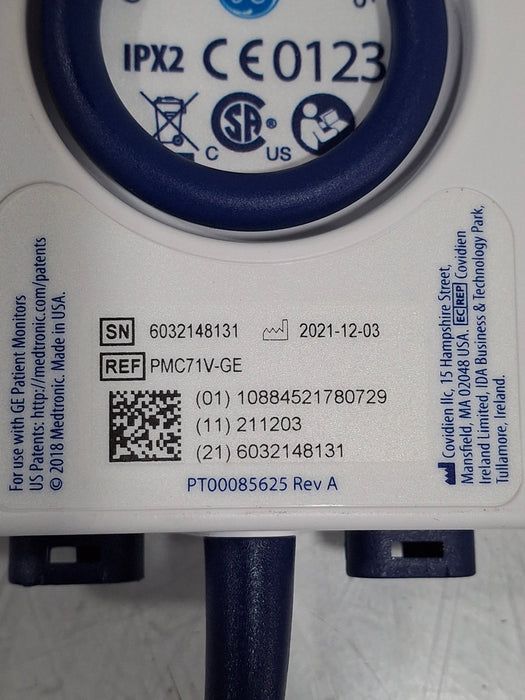 IPX2 CE0123
SA ®
C US
SN 6032148131 2021-12-03
REF PMC71V-GE
(01) 10884521780729
(11) 211203
(21) 6032148131
PT00085625 Rev A
For use with GE Patient Monitors
US Patents: http://medtronic.com/patents
© 2018 Medtronic. Made in USA.
Covidien llc, 15 Hampshire Street,
Mansfield, MA 02048 USA. EC REP Covidien
Ireland Limited, IDA Business & Technology Park,
Tullamore, Ireland.